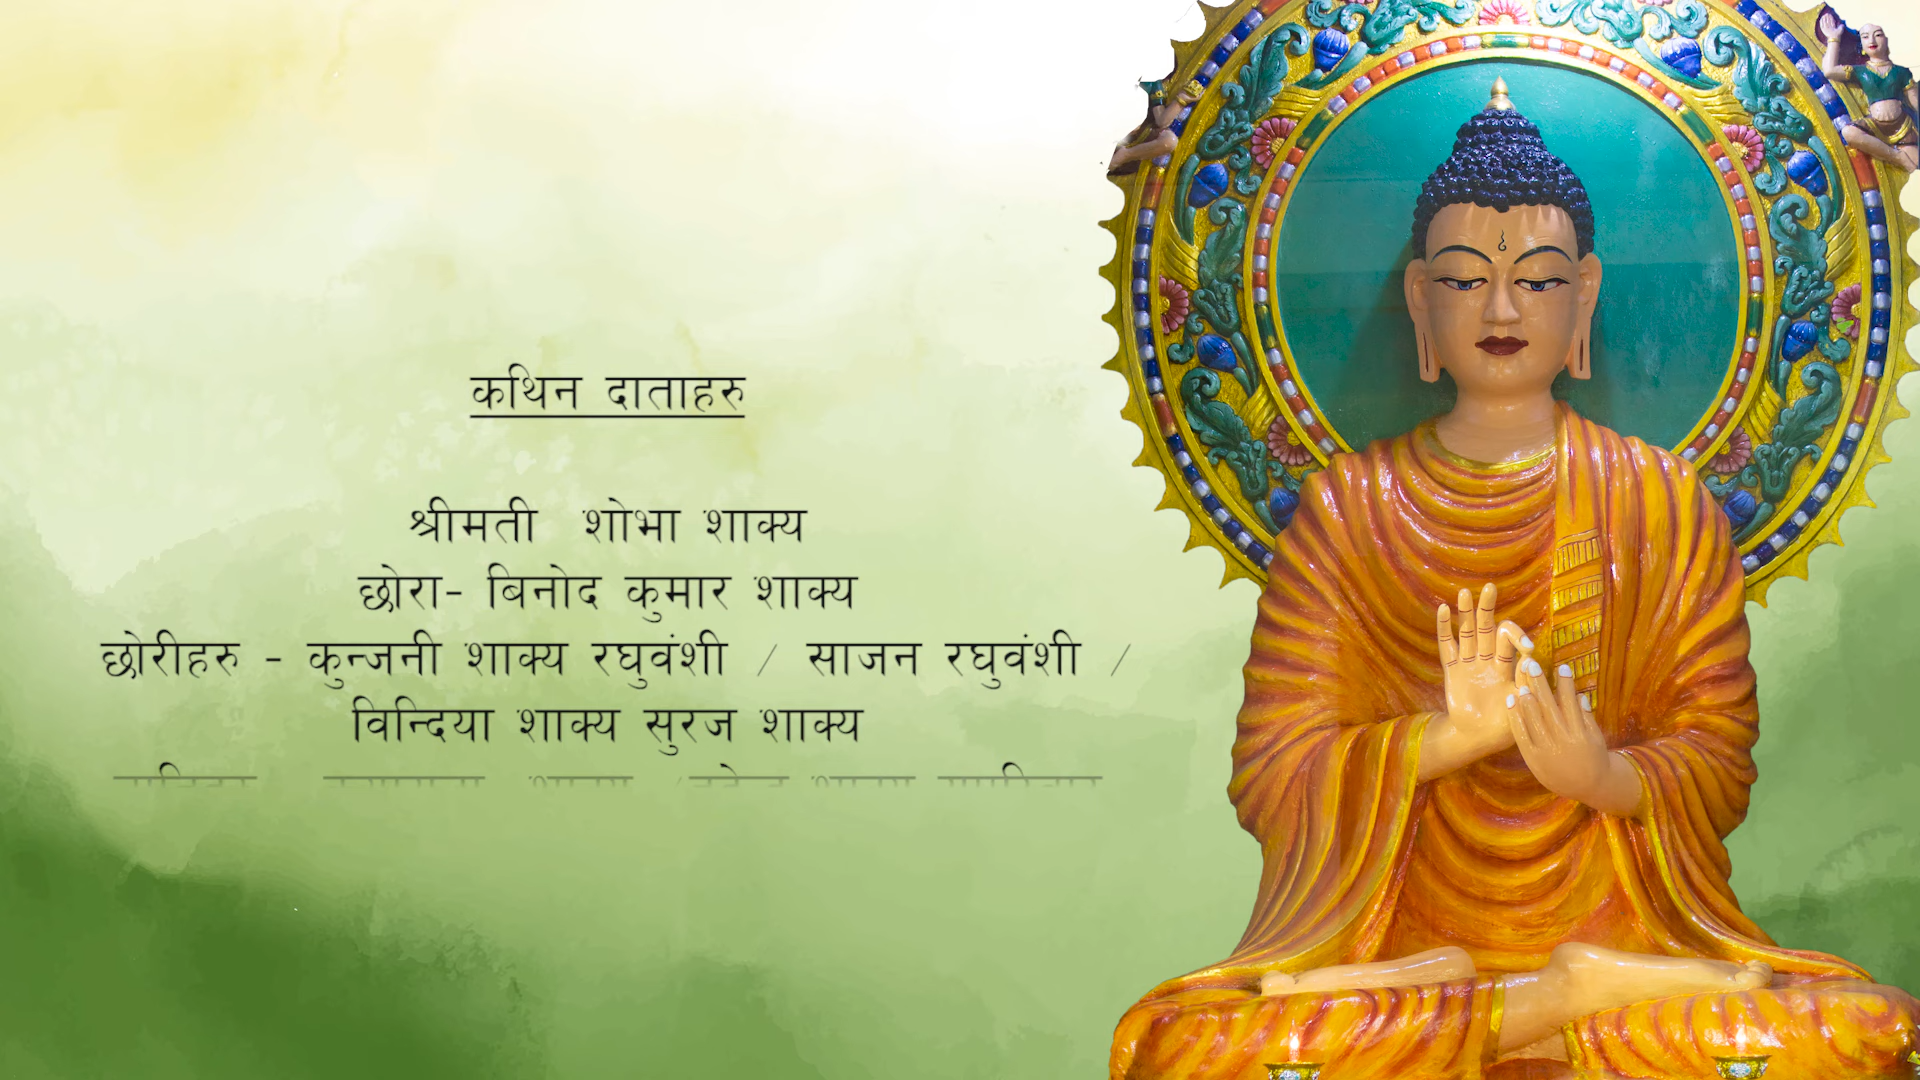 कथिन दाताहरु
श्रीमती शोभा शाक्य
छोरा- बिनोद कुमार शाक्य
छोरीहरु - कुन्जनी शाक्य रघुवंशी / साजन रघुवंशी /
विन्दिया शाक्य सुरज शाक्य